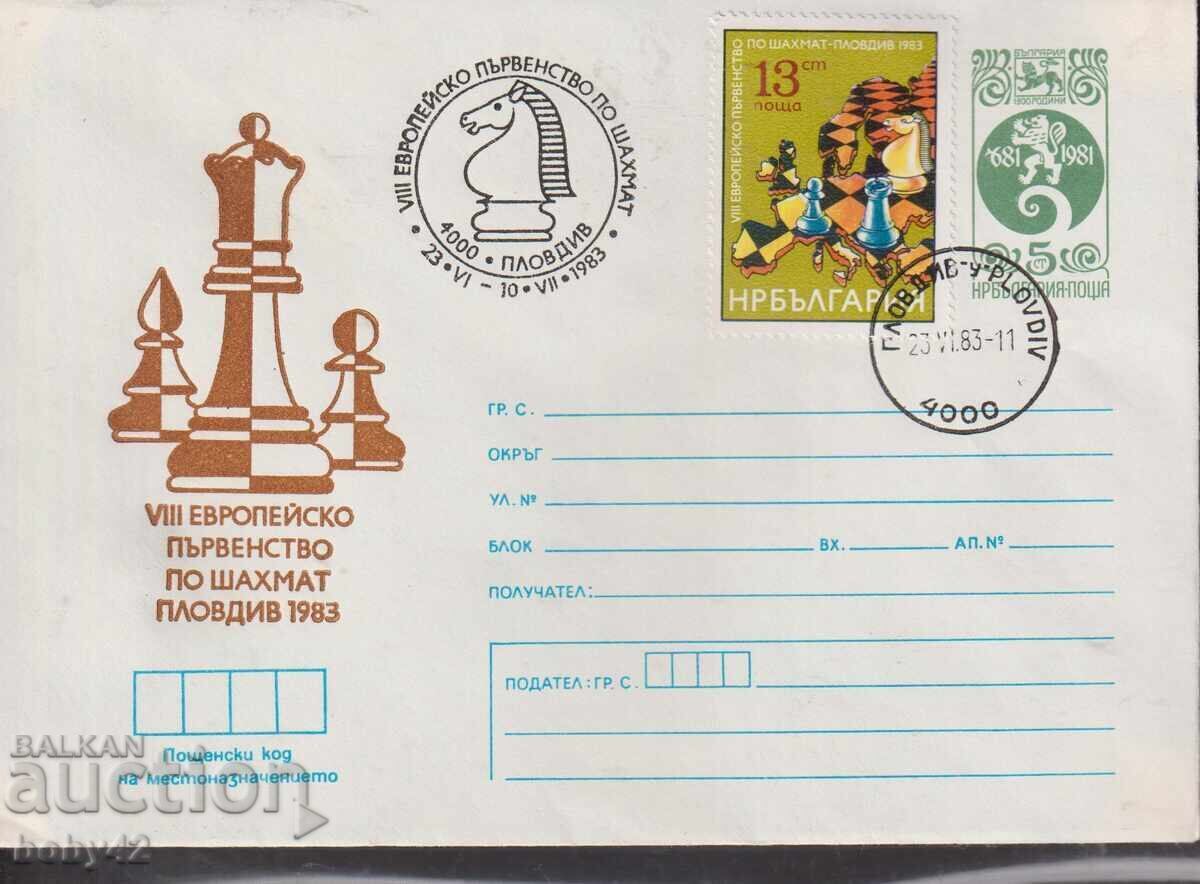 VIII ЕВРОПЕЙСКО ПЪРВЕНСТВО ПО ШАХМАТ
4000 • ПЛОВДИВ
• 23 • VI – 10 • VII • 1983 •
VIII ЕВРОПЕЙСКО ПЪРВЕНСТВО ПО ШАХМАТ-ПЛОВДИВ 1983
13 ст
поща
НРБЪЛГАРИЯ
БЪЛГАРИЯ
1300 ГОДИНИ
681 1981
5 СТ
НРБЪЛГАРИЯ•ПОЩА
ПЛОВДИВ-У-PLOVDIV
23 VI.83-11
4000
VIII ЕВРОПЕЙСКО
ПЪРВЕНСТВО
ПО ШАХМАТ
ПЛОВДИВ 1983
ГР. С.
ОКРЪГ
УЛ. №
БЛОК ВХ. АП. №
ПОЛУЧАТЕЛ:
ПОДАТЕЛ: ГР. С.
Пощенски код
на местоназначението
BALKAN
auction
boby42